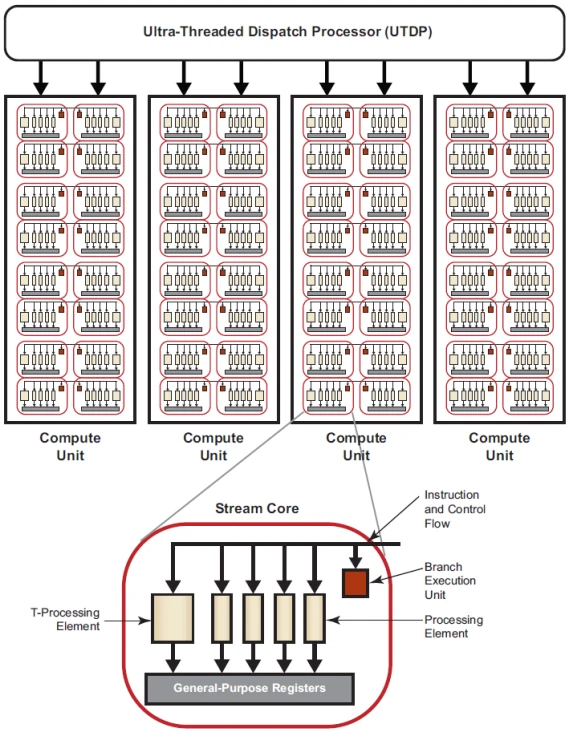 Ultra-Threaded Dispatch Processor (UTDP)
Compute
Unit
Compute
Unit
Compute
Unit
Compute
Unit
Stream Core
Instruction
and Control
Flow
Branch
Execution
Unit
T-Processing
Element
Processing
Element
General-Purpose Registers